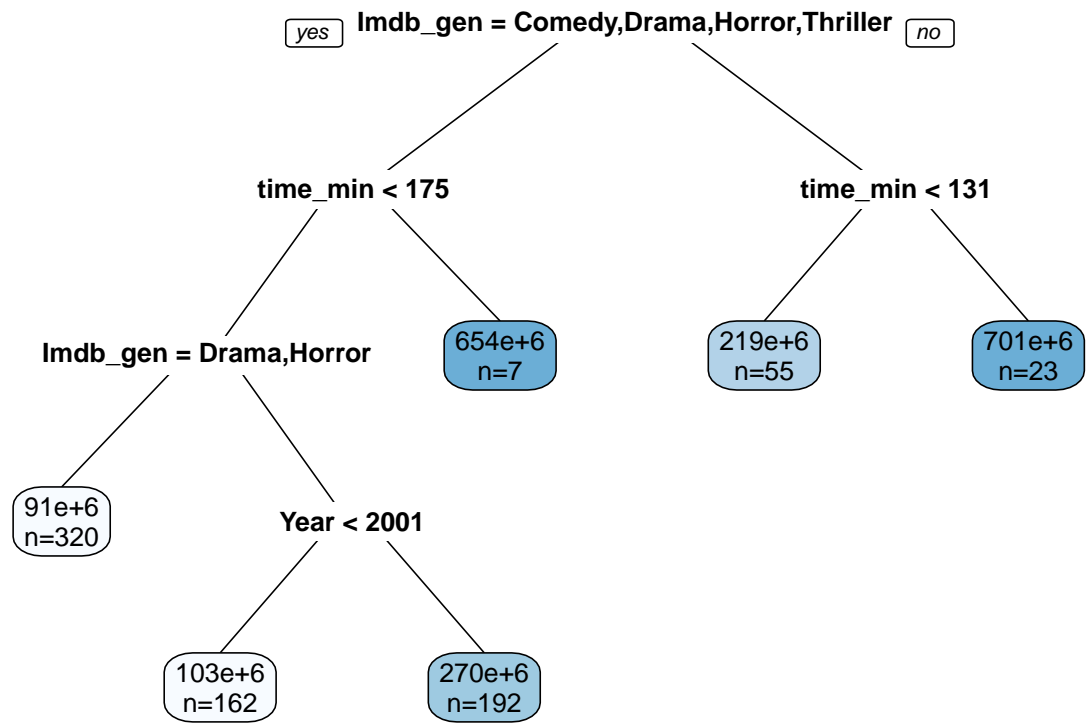 yes
Imdb_gen = Comedy,Drama,Horror,Thriller
no
time_min < 175
time_min < 131
Imdb_gen = Drama,Horror
654e+6
n=7
219e+6
n=55
701e+6
n=23
91e+6
n=320
Year < 2001
103e+6
n=162
270e+6
n=192